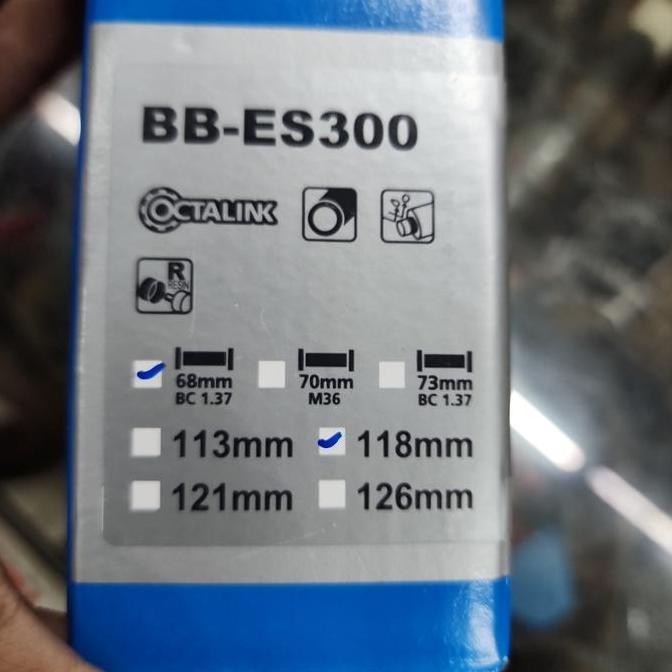 BB-ES300
OCTALINK
R
RESIN
68mm 70mm 73mm
BC 1.37 M36 BC 1.37
113mm 118mm
121mm 126mm